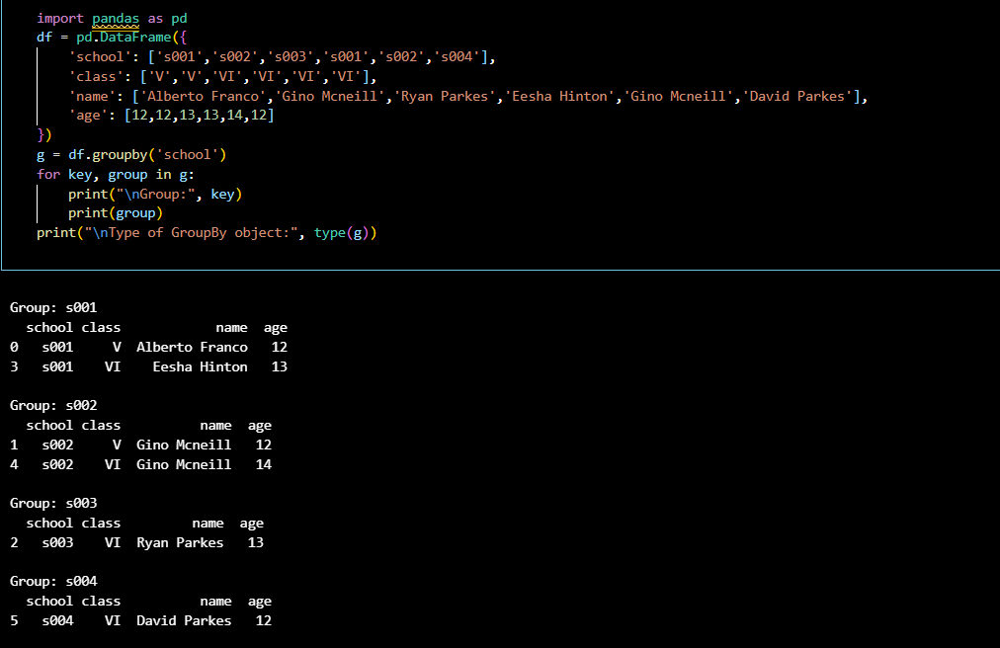 import pandas as pd
df = pd.DataFrame({
    'school': ['s001','s002','s003','s001','s002','s004'],
    'class': ['V','V','VI','VI','VI','VI'],
    'name': ['Alberto Franco','Gino Mcneill','Ryan Parkes','Eesha Hinton','Gino Mcneill','David Parkes'],
    'age': [12,12,13,13,14,12]
})
g = df.groupby('school')
for key, group in g:
    print("\nGroup:", key)
    print(group)
print("\nType of GroupBy object:", type(g))
Group: s001
  school class            name  age
0   s001     V  Alberto Franco   12
3   s001    VI    Eesha Hinton   13
Group: s002
  school class          name  age
1   s002     V  Gino Mcneill   12
4   s002    VI  Gino Mcneill   14
Group: s003
  school class         name  age
2   s003    VI  Ryan Parkes   13
Group: s004
  school class          name  age
5   s004    VI  David Parkes   12